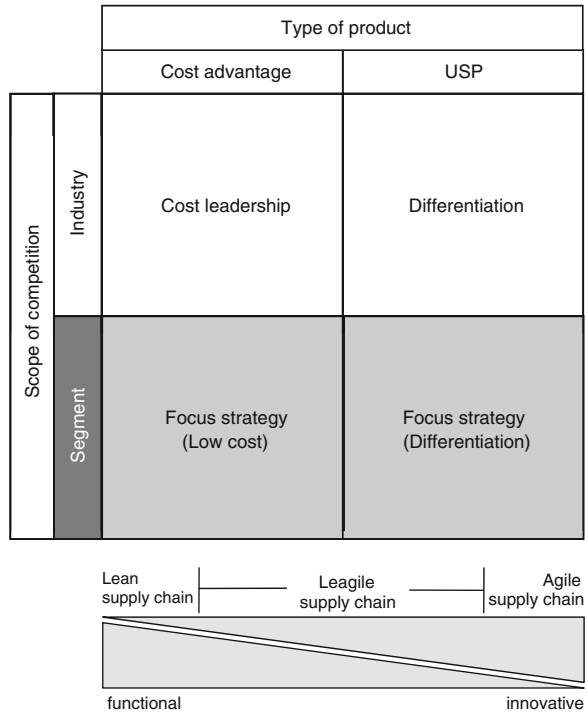 Type of product
Cost advantage
USP
Scope of competition
Industry
Cost leadership
Differentiation
Segment
Focus strategy
(Low cost)
Focus strategy
(Differentiation)
Lean
supply chain
Leagile
supply chain
Agile
supply chain
functional
innovative